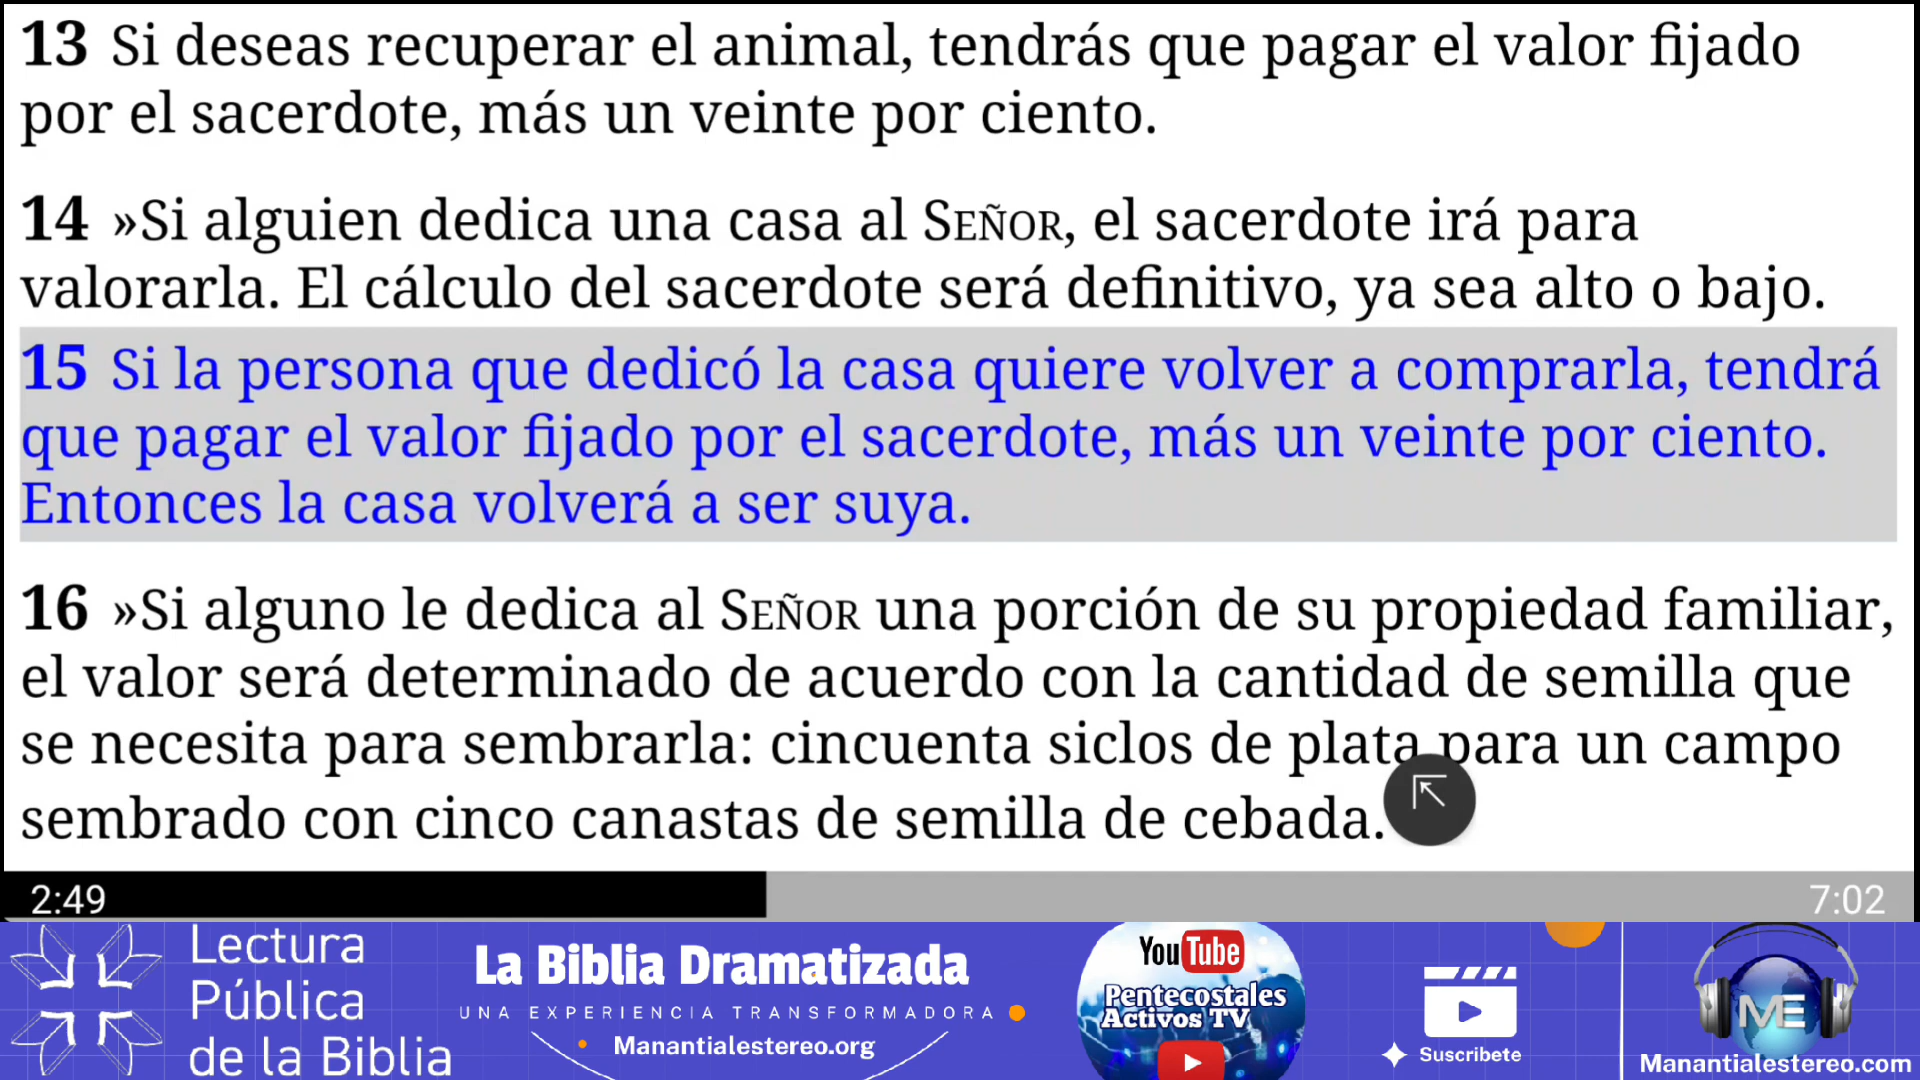 13 Si deseas recuperar el animal, tendrás que pagar el valor fijado
por el sacerdote, más un veinte por ciento.
14 »Si alguien dedica una casa al SEÑOR, el sacerdote irá para
valorarla. El cálculo del sacerdote será definitivo, ya sea alto o bajo.
15 Si la persona que dedicó la casa quiere volver a comprarla, tendrá
que pagar el valor fijado por el sacerdote, más un veinte por ciento.
Entonces la casa volverá a ser suya.
16 »Si alguno le dedica al SEÑOR una porción de su propiedad familiar,
el valor será determinado de acuerdo con la cantidad de semilla que
se necesita para sembrarla: cincuenta siclos de plata para un campo
sembrado con cinco canastas de semilla de cebada.
2:49
7:02
Lectura
Pública
de la Biblia
La Biblia Dramatizada
UNA EXPERIENCIA TRANSFORMADORA
Manantialestereo.org
YouTube
Pentecostales
Activos TV
Suscribete
ME
Manantialestereo.com